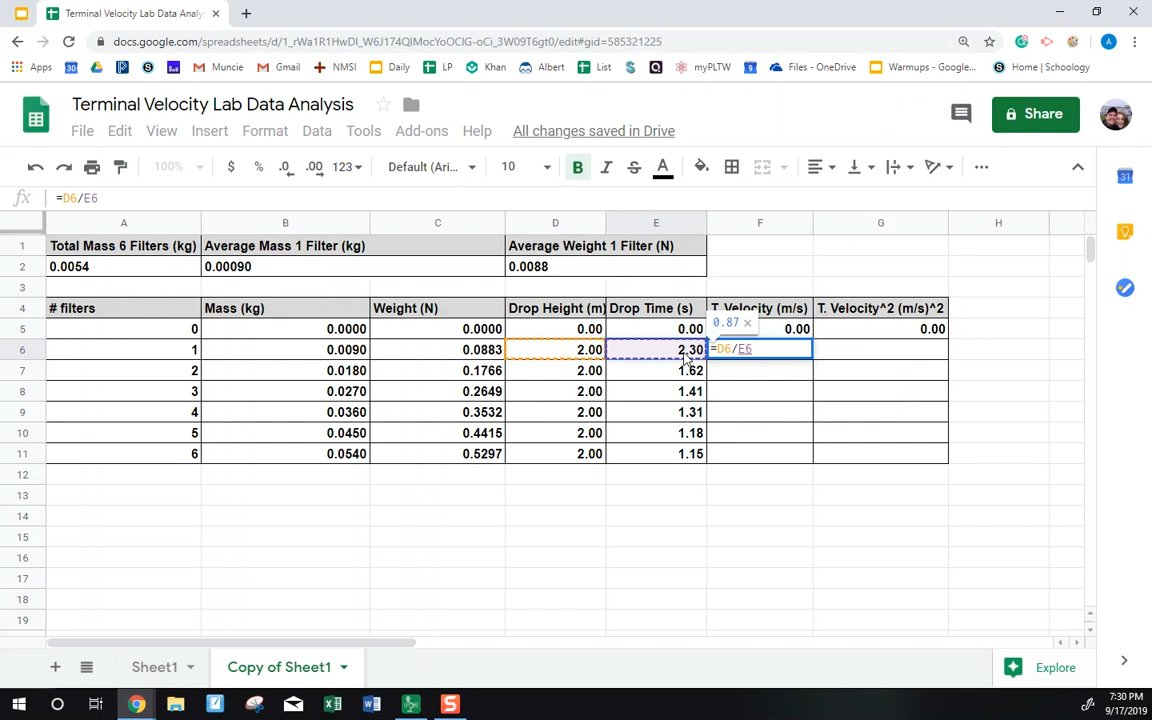 Terminal Velocity Lab Data Analys
docs.google.com/spreadsheets/d/1_rWa1R1HwDI_W6J174QIMocYoOCIG-oCi_3W09T6gt0/edit#gid=585321225
A
Apps 31 Muncie Gmail NMSI Daily LP Khan Albert List myPLTW 9 Files - OneDrive Warmups - Google... Home | Schoology
Terminal Velocity Lab Data Analysis
Share
File Edit View Insert Format Data Tools Add-ons Help All changes saved in Drive
100% $ % .0 .00 123 Default (Ari... 10 B I S A
31
fx =D6/E6
A B C D E F G H
1 Total Mass 6 Filters (kg) Average Mass 1 Filter (kg) Average Weight 1 Filter (N)
2 0.0054 0.00090 0.0088
3
4 # filters Mass (kg) Weight (N) Drop Height (m) Drop Time (s) T. Velocity (m/s) T. Velocity^2 (m/s)^2
0.87 ×
5 0 0.0000 0.0000 0.00 0.00 0.00 0.00
6 1 0.0090 0.0883 2.00 2.30 =D6/E6
7 2 0.0180 0.1766 2.00 1.62
8 3 0.0270 0.2649 2.00 1.41
9 4 0.0360 0.3532 2.00 1.31
10 5 0.0450 0.4415 2.00 1.18
11 6 0.0540 0.5297 2.00 1.15
12
13
14
15
16
17
18
19
Sheet1 Copy of Sheet1 Explore
7:30 PM
9/17/2019